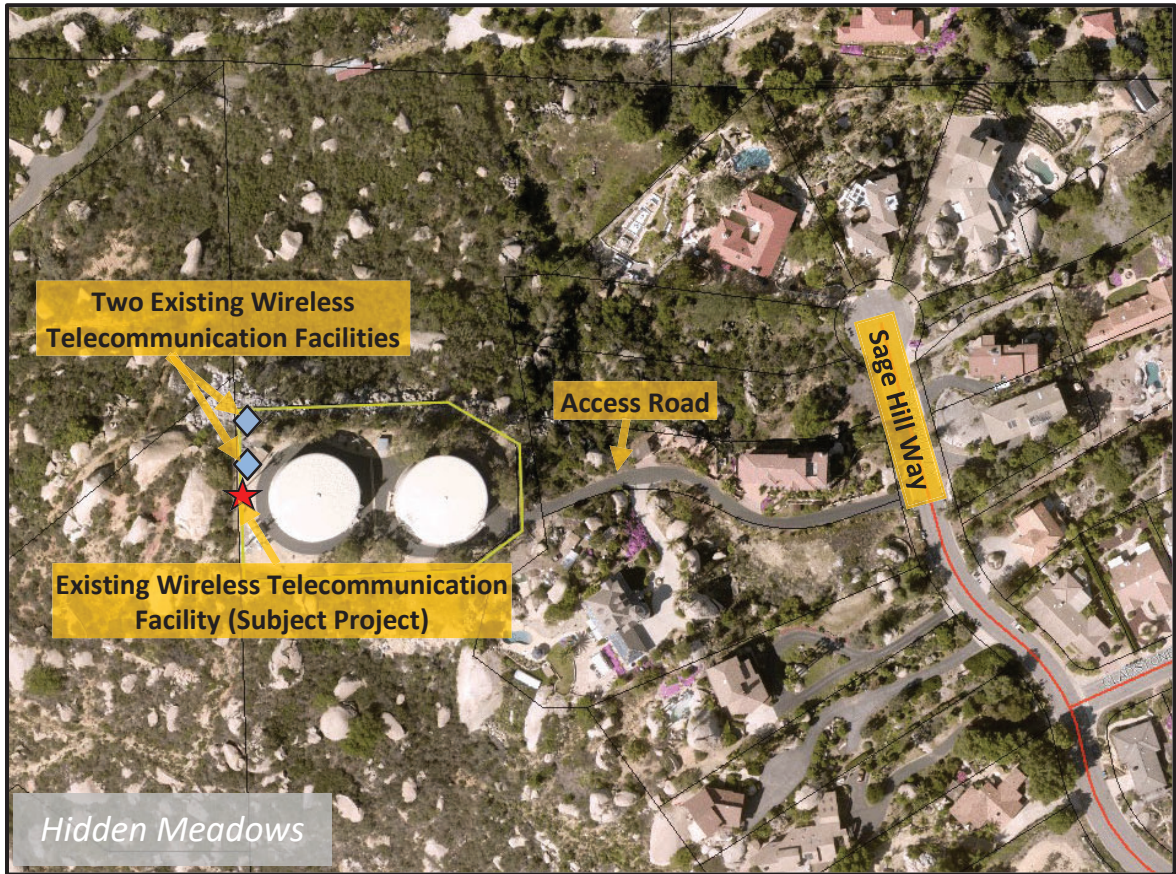 Two Existing Wireless
Telecommunication Facilities
Access Road
Sage Hill Way
Existing Wireless Telecommunication
Facility (Subject Project)
Hidden Meadows